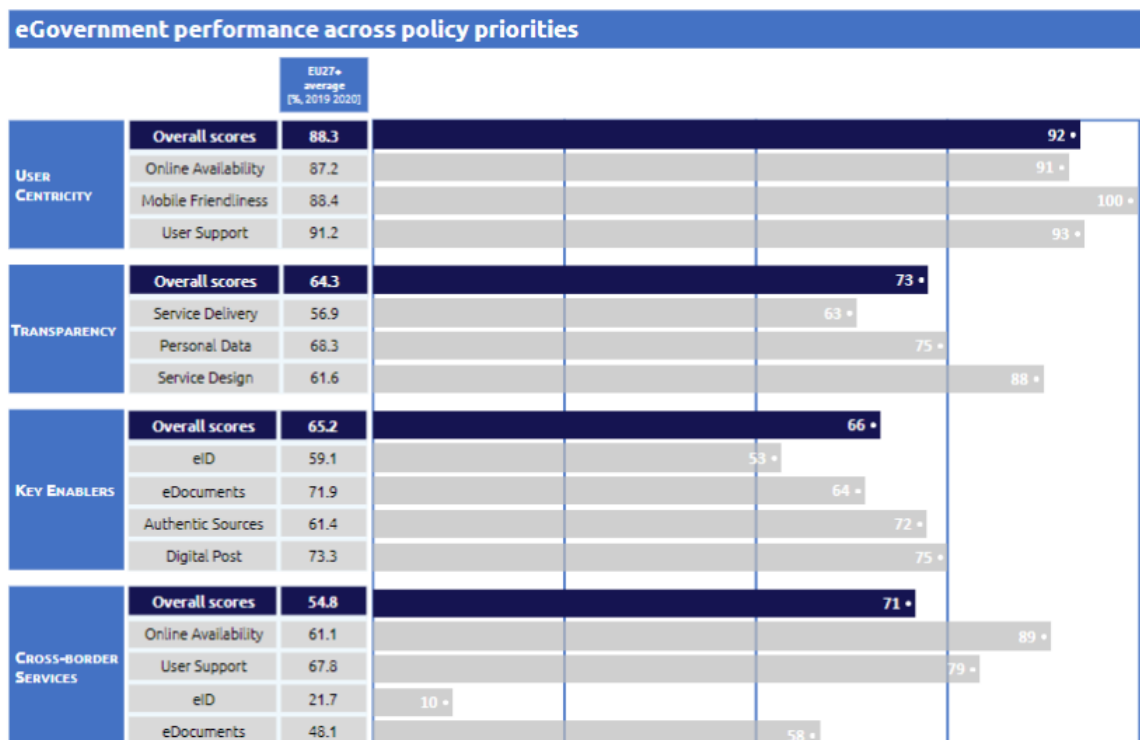 eGovernment performance across policy priorities
EU27+
average
[%, 2019 2020]
USER
CENTRICITY
Overall scores 88.3 92
Online Availability 87.2 91
Mobile Friendliness 88.4 100
User Support 91.2 93
TRANSPARENCY
Overall scores 64.3 73
Service Delivery 56.9 63
Personal Data 68.3 75
Service Design 61.6 88
KEY ENABLERS
Overall scores 65.2 66
eID 59.1 53
eDocuments 71.9 64
Authentic Sources 61.4 72
Digital Post 73.3 75
CROSS-BORDER
SERVICES
Overall scores 54.8 71
Online Availability 61.1 89
User Support 67.8 79
eID 21.7 10
eDocuments 48.1 58